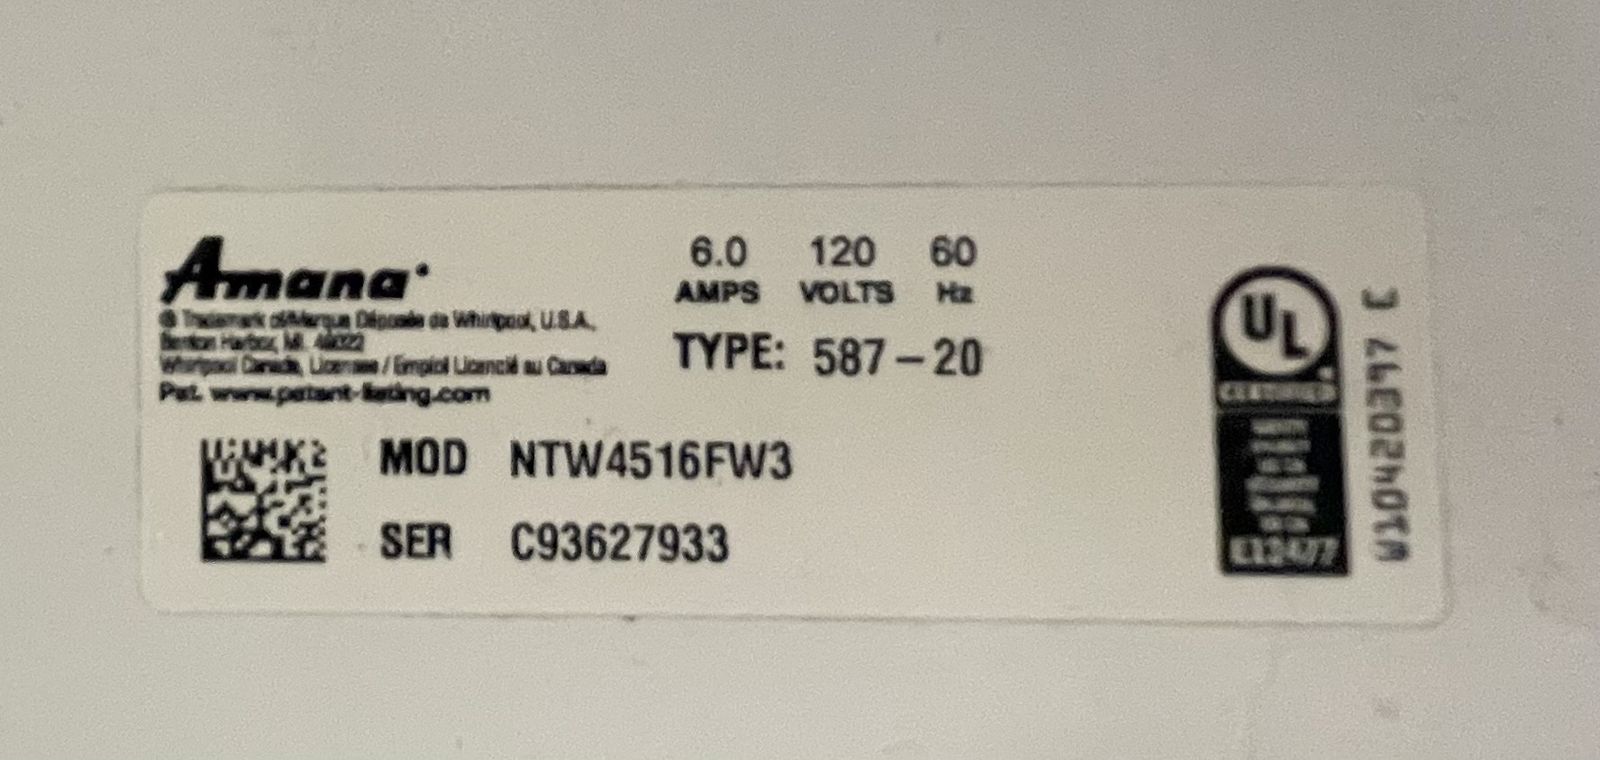 Amana
® Trademark of/Marque Déposée de Whirlpool, U.S.A.,
Benton Harbor, MI. 49022
Whirlpool Canada, Licensee / Emploi Licencié au Canada
Pat. www.patent-listing.com
6.0 120 60
AMPS VOLTS Hz
TYPE: 587-20
MOD NTW4516FW3
SER C93627933
UL
CERTIFIED
W10420397 E